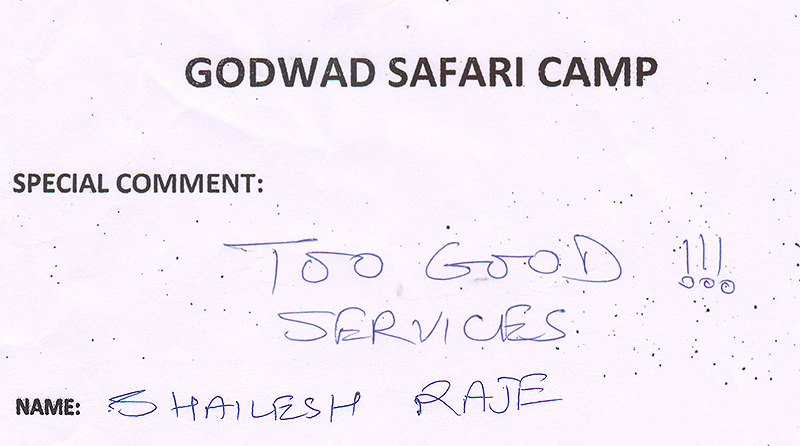 GODWAD SAFARI CAMP
SPECIAL COMMENT:
TOO GOOD !!!
SERVICES
NAME: SHAILESH RAJE